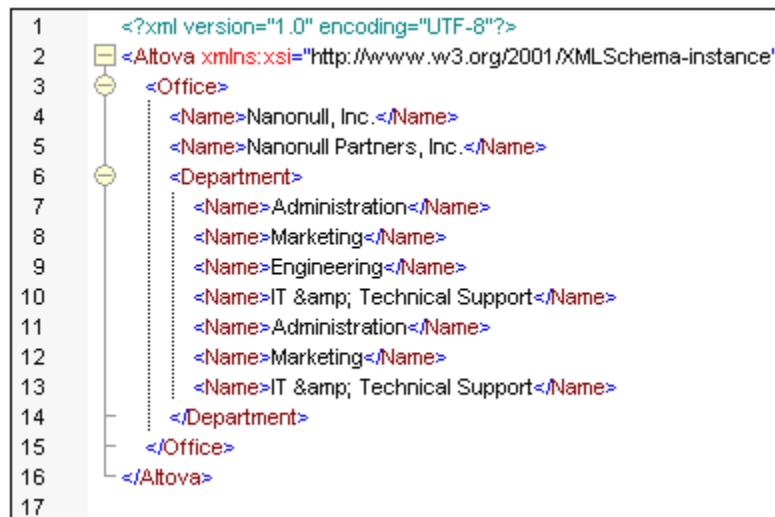 1 <?xml version="1.0" encoding="UTF-8"?>
2 <Altova xmlns:xsi="http://www.w3.org/2001/XMLSchema-instance"
3 <Office>
4 <Name>Nanonull, Inc.</Name>
5 <Name>Nanonull Partners, Inc.</Name>
6 <Department>
7 <Name>Administration</Name>
8 <Name>Marketing</Name>
9 <Name>Engineering</Name>
10 <Name>IT &amp; Technical Support</Name>
11 <Name>Administration</Name>
12 <Name>Marketing</Name>
13 <Name>IT &amp; Technical Support</Name>
14 </Department>
15 </Office>
16 </Altova>
17